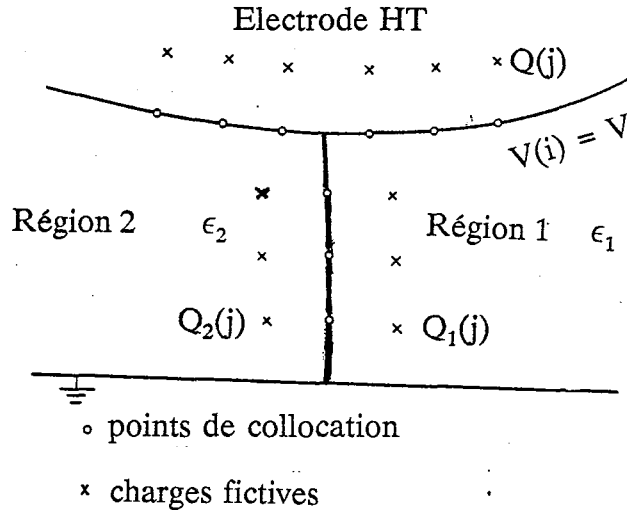 Electrode HT
Q(j)
V(i) = V
Région 2 ϵ₂
Région 1 ϵ₁
Q₂(j)
Q₁(j)
points de collocation
charges fictives